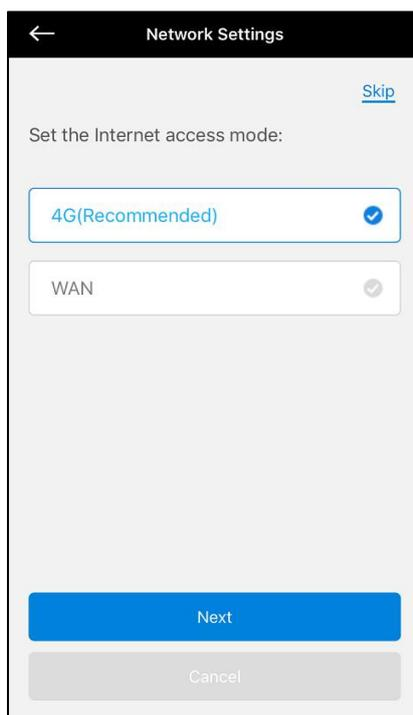 Network Settings
Skip
Set the Internet access mode:
4G(Recommended)
WAN
Next
Cancel